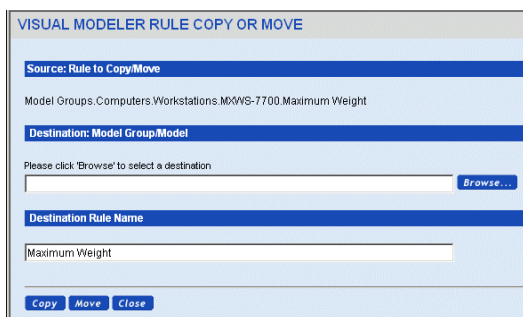 VISUAL MODELER RULE COPY OR MOVE
Source: Rule to Copy/Move
Model Groups.Computers.Workstations.MXWS-7700.Maximum Weight
Destination: Model Group/Model
Please click 'Browse' to select a destination
Browse...
Destination Rule Name
Maximum Weight
Copy Move Close